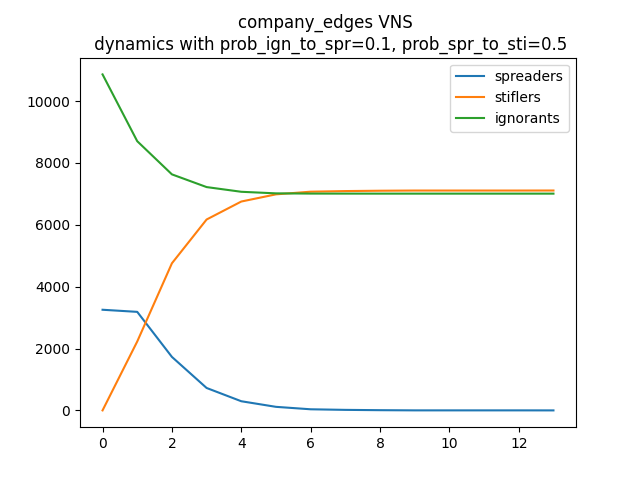 company_edges VNS
dynamics with prob_ign_to_spr=0.1, prob_spr_to_sti=0.5
spreaders
stiflers
ignorants
10000
8000
6000
4000
2000
0
0 2 4 6 8 10 12